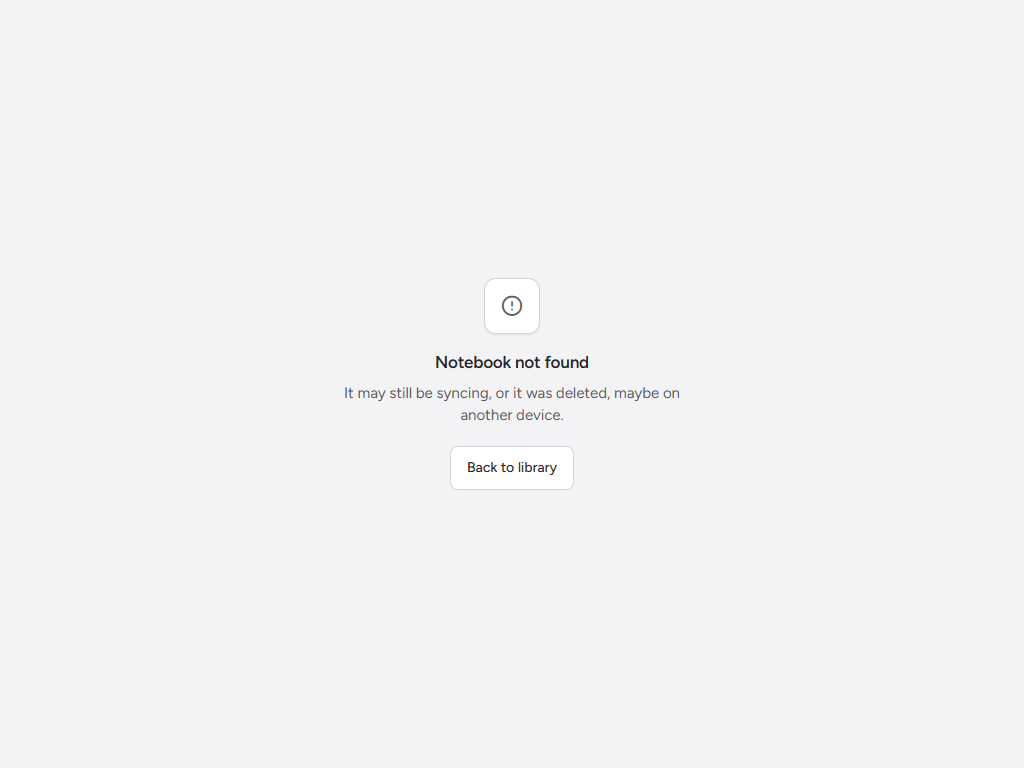 Notebook not found
It may still be syncing, or it was deleted, maybe on
another device.
Back to library